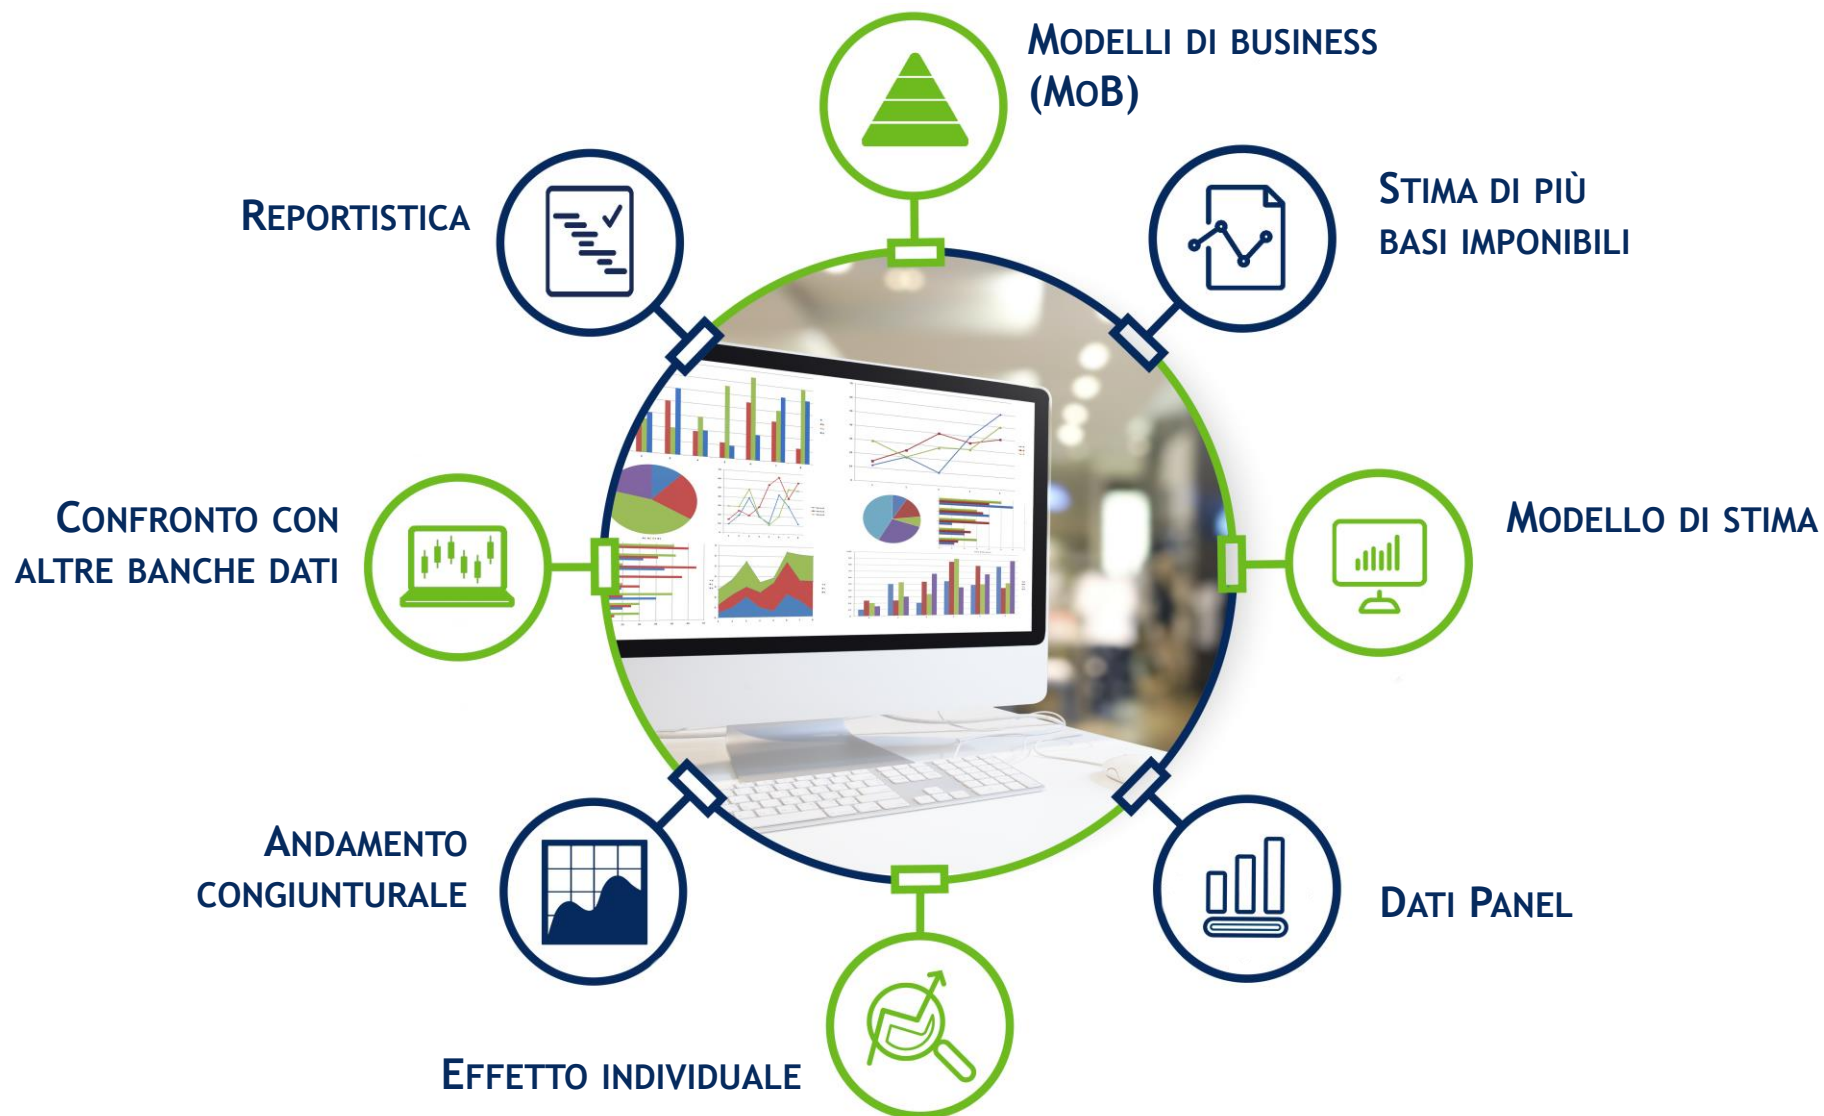 Modelli di business
(MoB)
Stima di più
basi imponibili
Modello di stima
Dati Panel
Effetto individuale
Andamento
congiunturale
Confronto con
altre banche dati
Reportistica